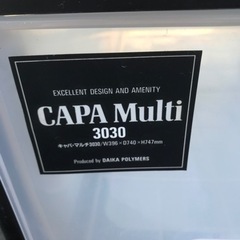 EXCELLENT DESIGN AND AMENITY
CAPA Multi
3030
キャパ・マルチ3030/W396×D740×H747mm
Produced by DAIKA POLYMERS